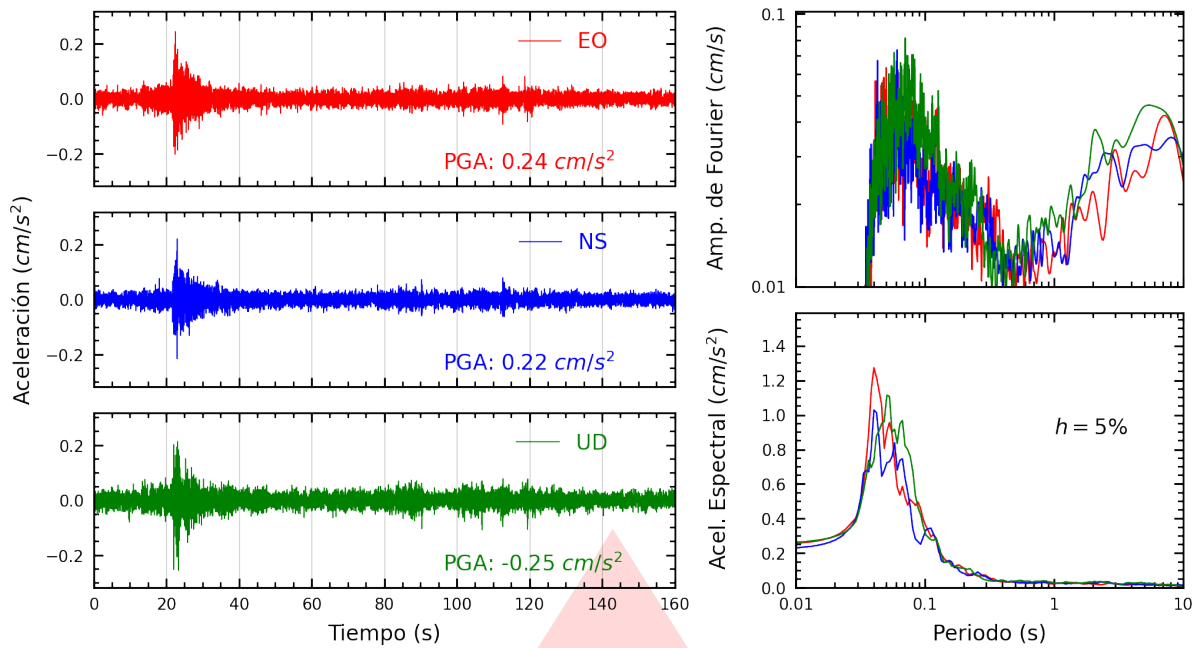 Aceleración (cm/s²)
0.2
0.0
−0.2
EO
PGA: 0.24 cm/s²
0.2
0.0
−0.2
NS
PGA: 0.22 cm/s²
0.2
0.0
−0.2
UD
PGA: -0.25 cm/s²
0 20 40 60 80 100 120 140 160
Tiempo (s)
Amp. de Fourier (cm/s)
0.1
0.01
Acel. Espectral (cm/s²)
1.4
1.2
1.0
0.8
0.6
0.4
0.2
0.0
h = 5%
0.01 0.1 1 10
Periodo (s)